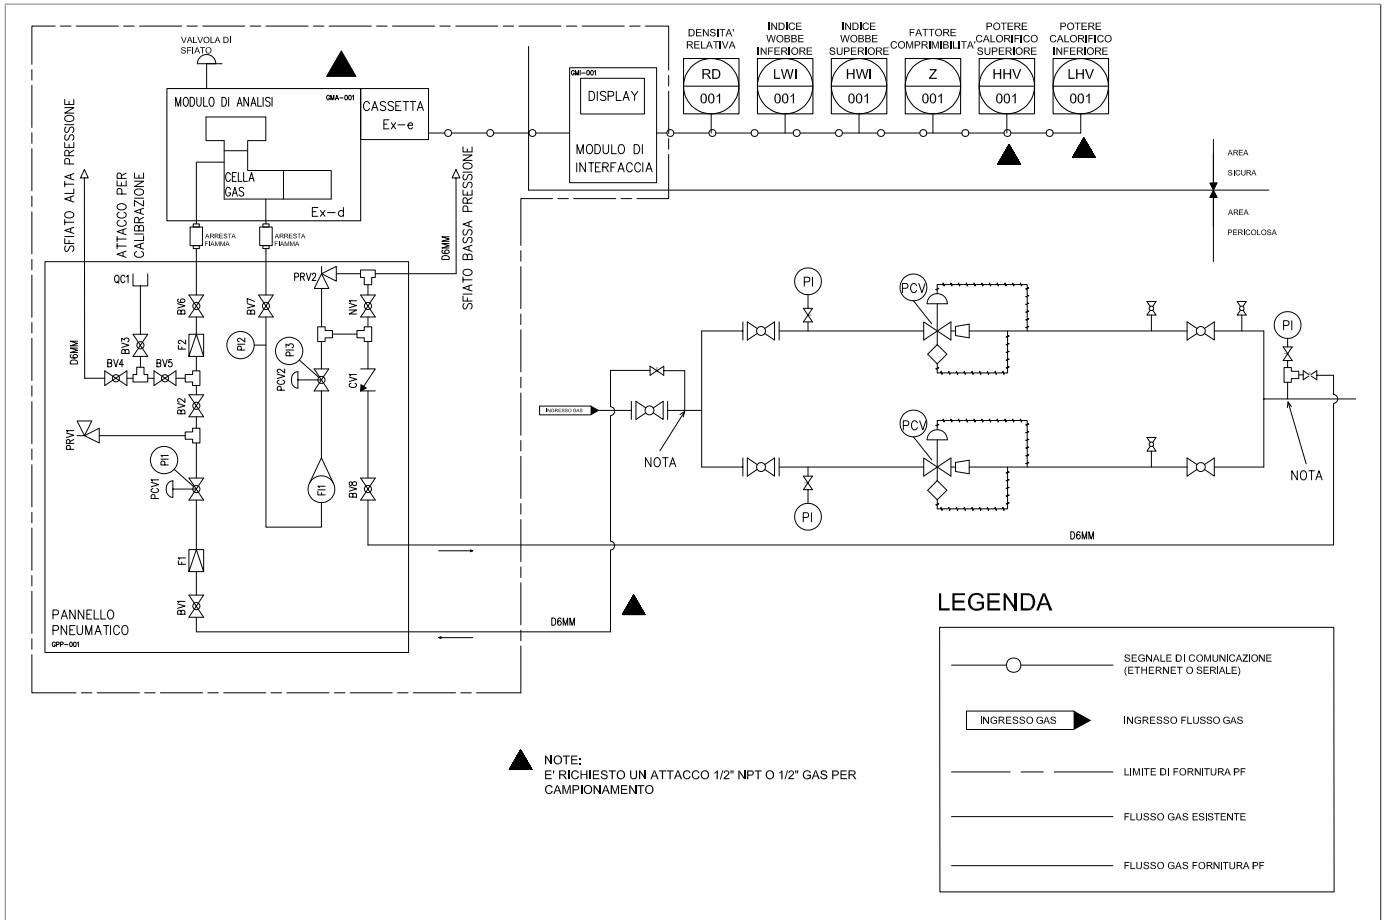 VALVOLA DI
SFIATO
DENSITA'
RELATIVA
INDICE
WOBBE
INFERIORE
INDICE
WOBBE
SUPERIORE
FATTORE
COMPRIMIBILITA'
POTERE
CALORIFICO
SUPERIORE
POTERE
CALORIFICO
INFERIORE
RD
001
LWI
001
HWI
001
Z
001
HHV
001
LHV
001
GMI-001
DISPLAY
MODULO DI
INTERFACCIA
MODULO DI ANALISI
GMA-001
CASSETTA
Ex-e
CELLA
GAS
Ex-d
SFIATO ALTA PRESSIONE
ATTACCO PER
CALIBRAZIONE
ARRESTA
FIAMMA
ARRESTA
FIAMMA
D6MM
SFIATO BASSA PRESSIONE
AREA
SICURA
AREA
PERICOLOSA
QC1
BV6
BV7
PRV2
NV1
BV3
F2
PI2
PI3
D6MM
BV4
BV5
PCV2
CV1
BV2
PRV1
PI1
PCV1
FI1
BV8
F1
BV1
PANNELLO
PNEUMATICO
GPP-001
PI
PCV
PI
INGRESSO GAS
NOTA
PCV
PI
NOTA
D6MM
D6MM
LEGENDA
SEGNALE DI COMUNICAZIONE
(ETHERNET O SERIALE)
INGRESSO GAS
INGRESSO FLUSSO GAS
LIMITE DI FORNITURA PF
FLUSSO GAS ESISTENTE
FLUSSO GAS FORNITURA PF
NOTE:
E' RICHIESTO UN ATTACCO 1/2" NPT O 1/2" GAS PER
CAMPIONAMENTO